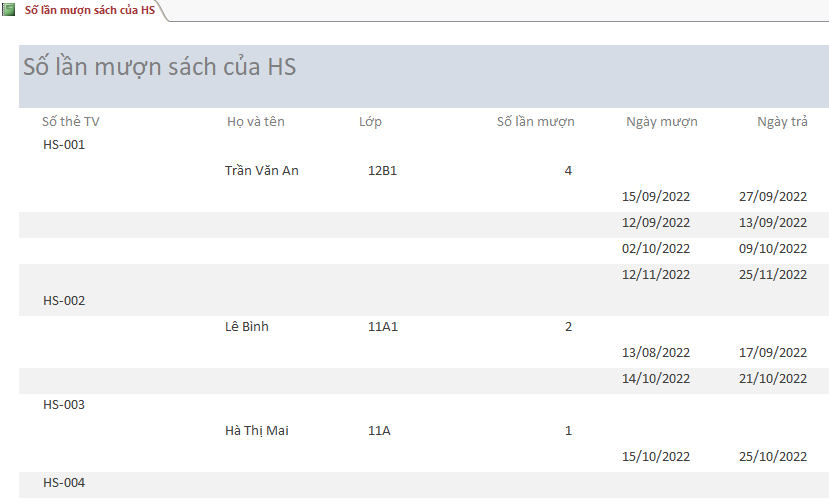 Số lần mượn sách của HS
Số lần mượn sách của HS
Số thẻ TV Họ và tên Lớp Số lần mượn Ngày mượn Ngày trả
HS-001
Trần Văn An 12B1 4
15/09/2022 27/09/2022
12/09/2022 13/09/2022
02/10/2022 09/10/2022
12/11/2022 25/11/2022
HS-002
Lê Bình 11A1 2
13/08/2022 17/09/2022
14/10/2022 21/10/2022
HS-003
Hà Thị Mai 11A 1
15/10/2022 25/10/2022
HS-004